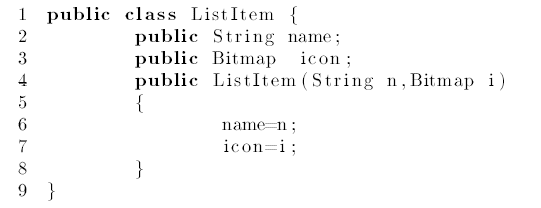 1 public class ListItem {
2 public String name;
3 public Bitmap icon;
4 public ListItem(String n,Bitmap i)
5 {
6 name=n;
7 icon=i;
8 }
9 }